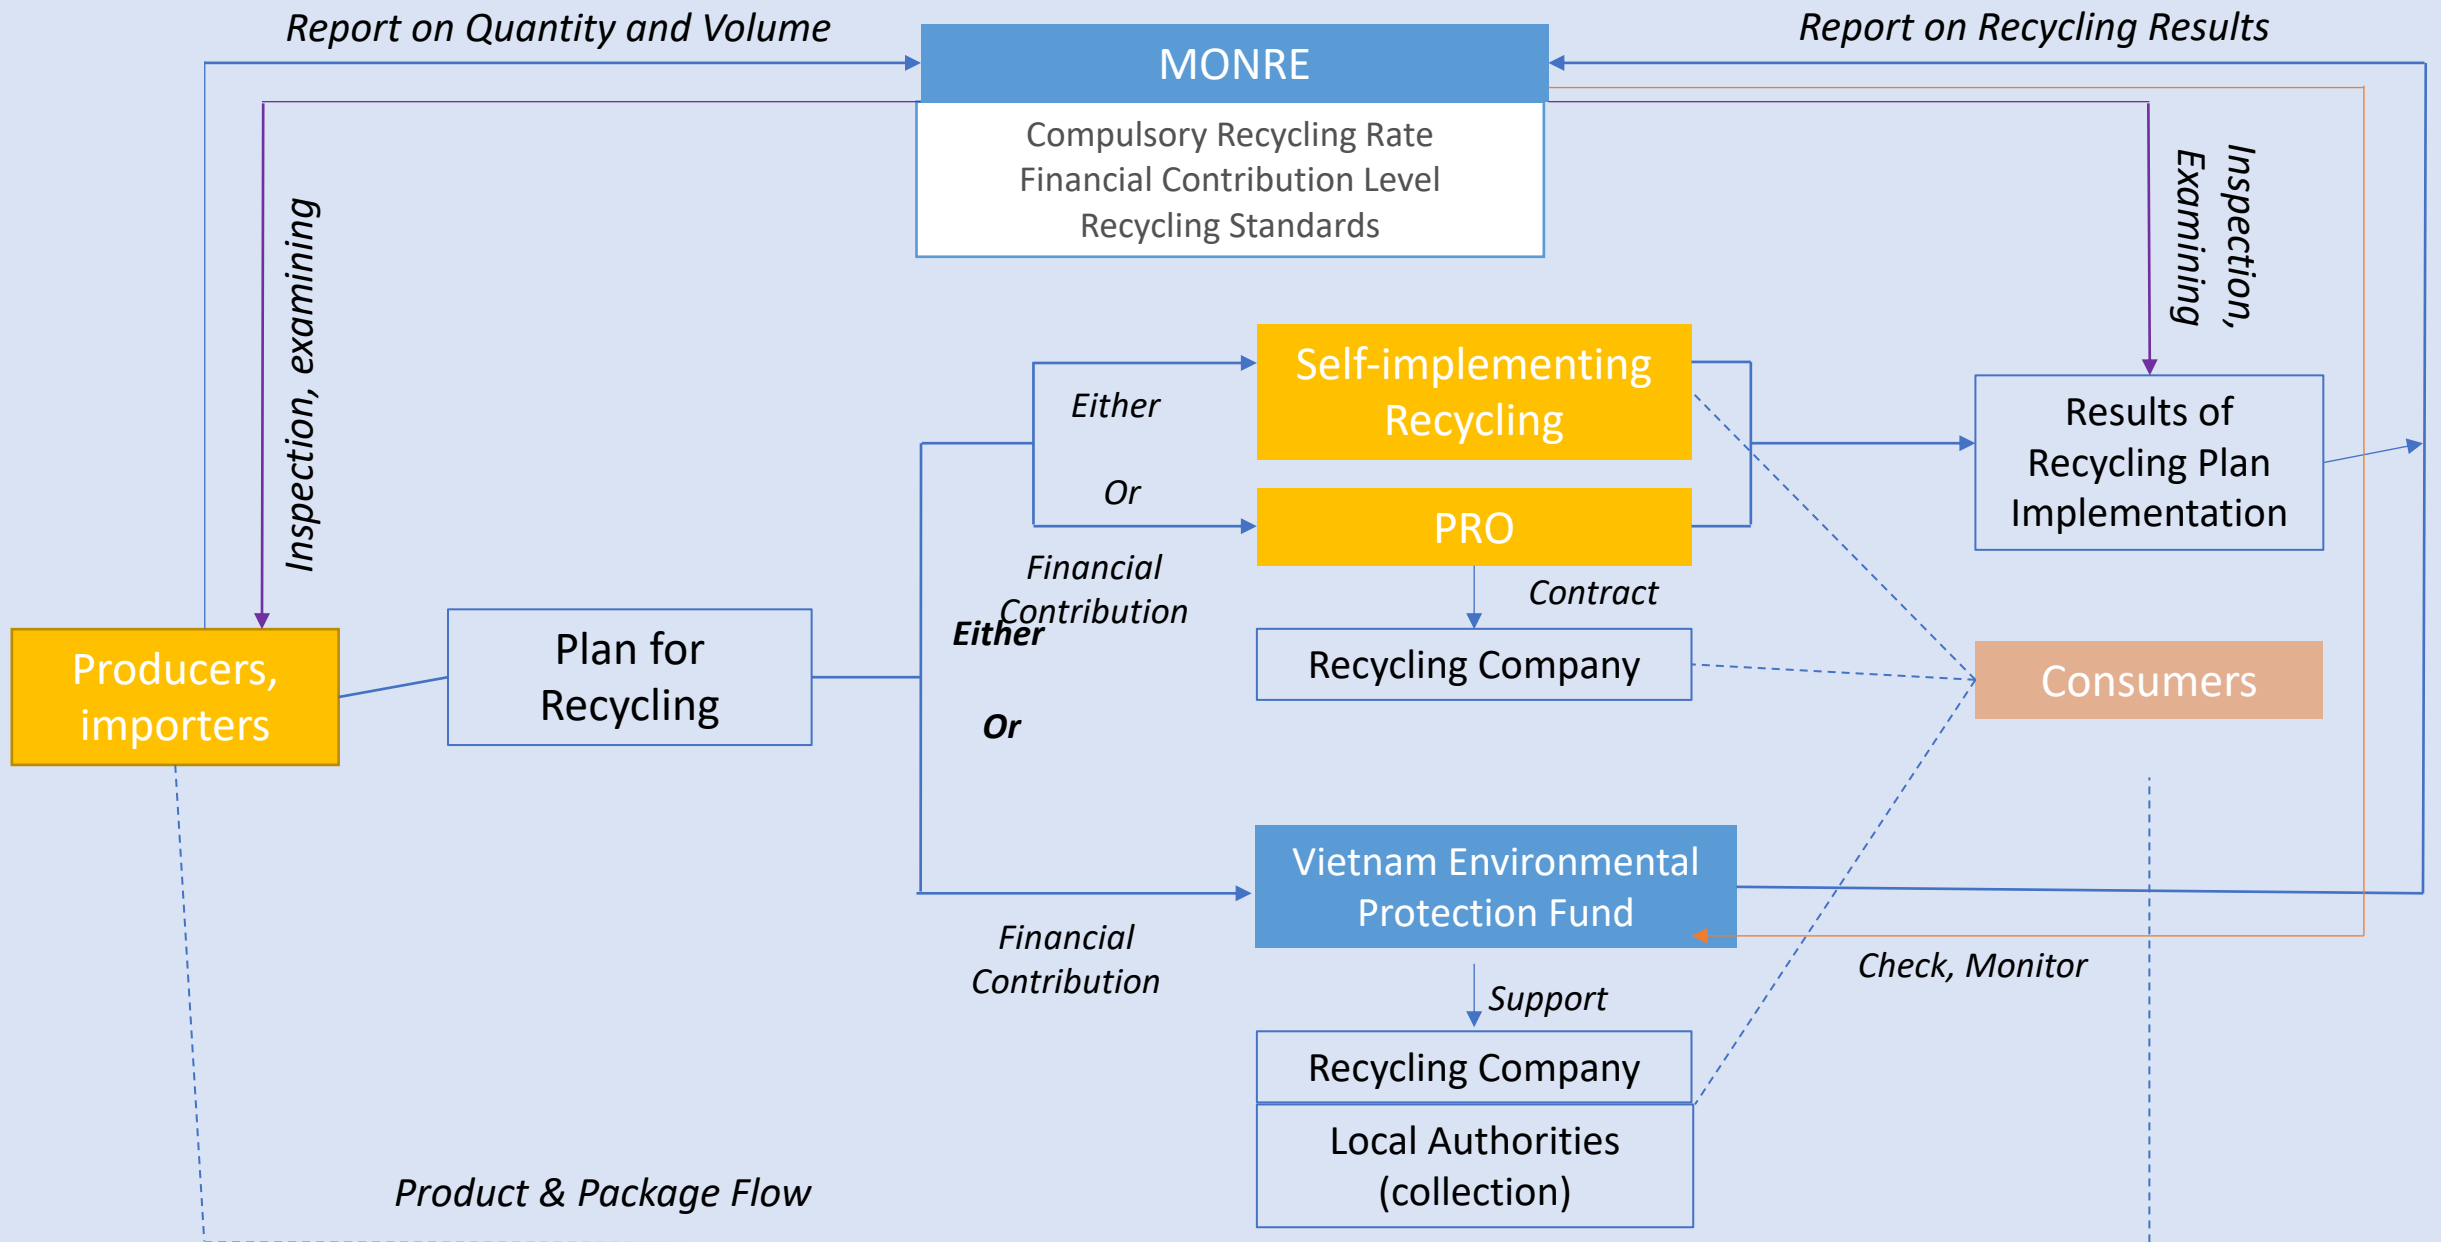 Report on Quantity and Volume
MONRE
Report on Recycling Results
Compulsory Recycling Rate
Financial Contribution Level
Recycling Standards
Inspection, examining
Inspection,
Examining
Either
Or
Financial
Contribution
Self-implementing
Recycling
PRO
Contract
Recycling Company
Results of
Recycling Plan
Implementation
Producers,
importers
Plan for
Recycling
Either
Or
Consumers
Financial
Contribution
Vietnam Environmental
Protection Fund
Check, Monitor
Support
Recycling Company
Local Authorities
(collection)
Product & Package Flow